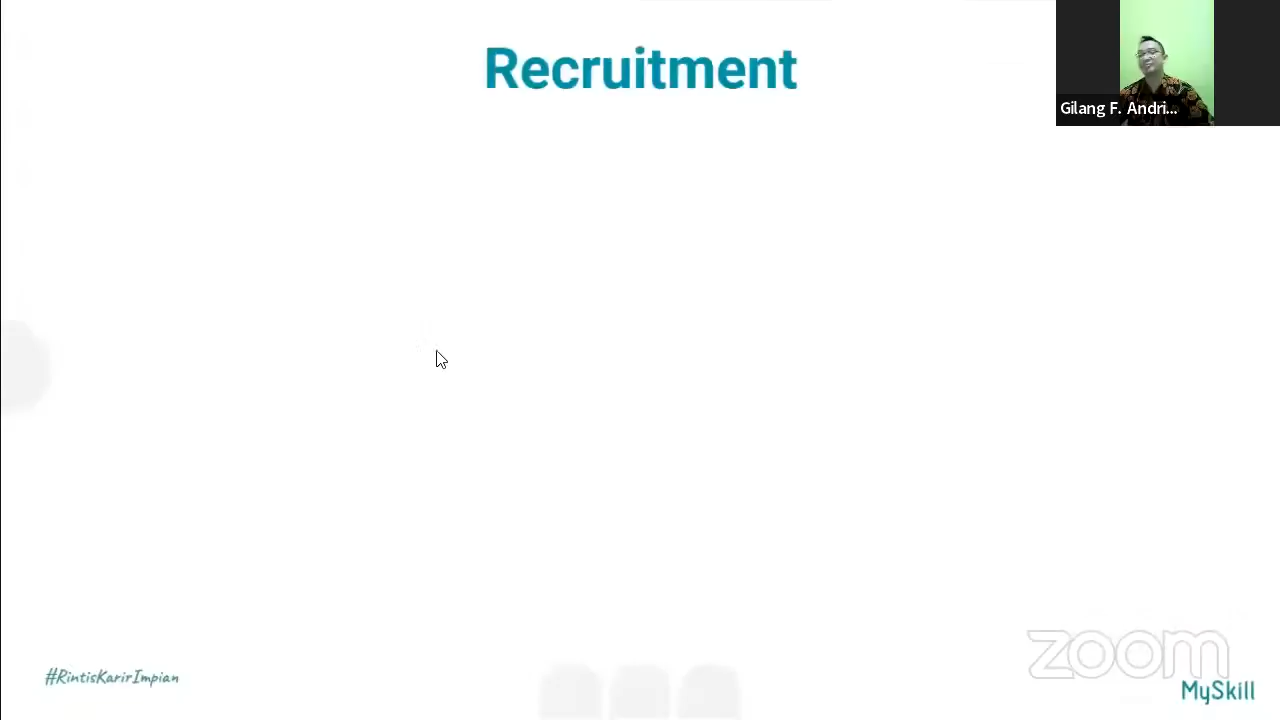 Recruitment
Gilang F. Andri...
#RintisKarirImpian
zoom
MySkill